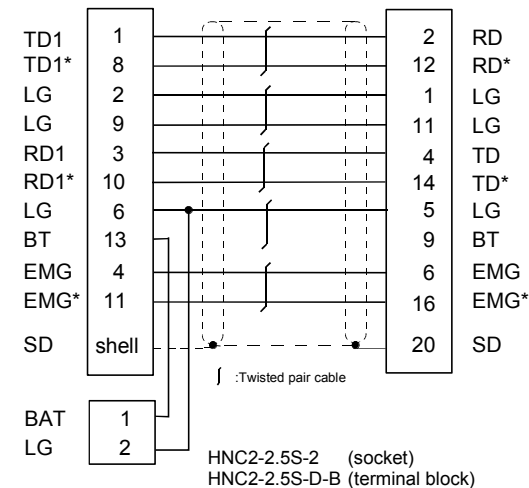 TD1 1 2 RD
TD1* 8 12 RD*
LG 2 1 LG
LG 9 11 LG
RD1 3 4 TD
RD1* 10 14 TD*
LG 6 5 LG
BT 13 9 BT
EMG 4 6 EMG
EMG* 11 16 EMG*
SD shell 20 SD
:Twisted pair cable
BAT 1
LG 2
HNC2-2.5S-2 (socket)
HNC2-2.5S-D-B (terminal block)